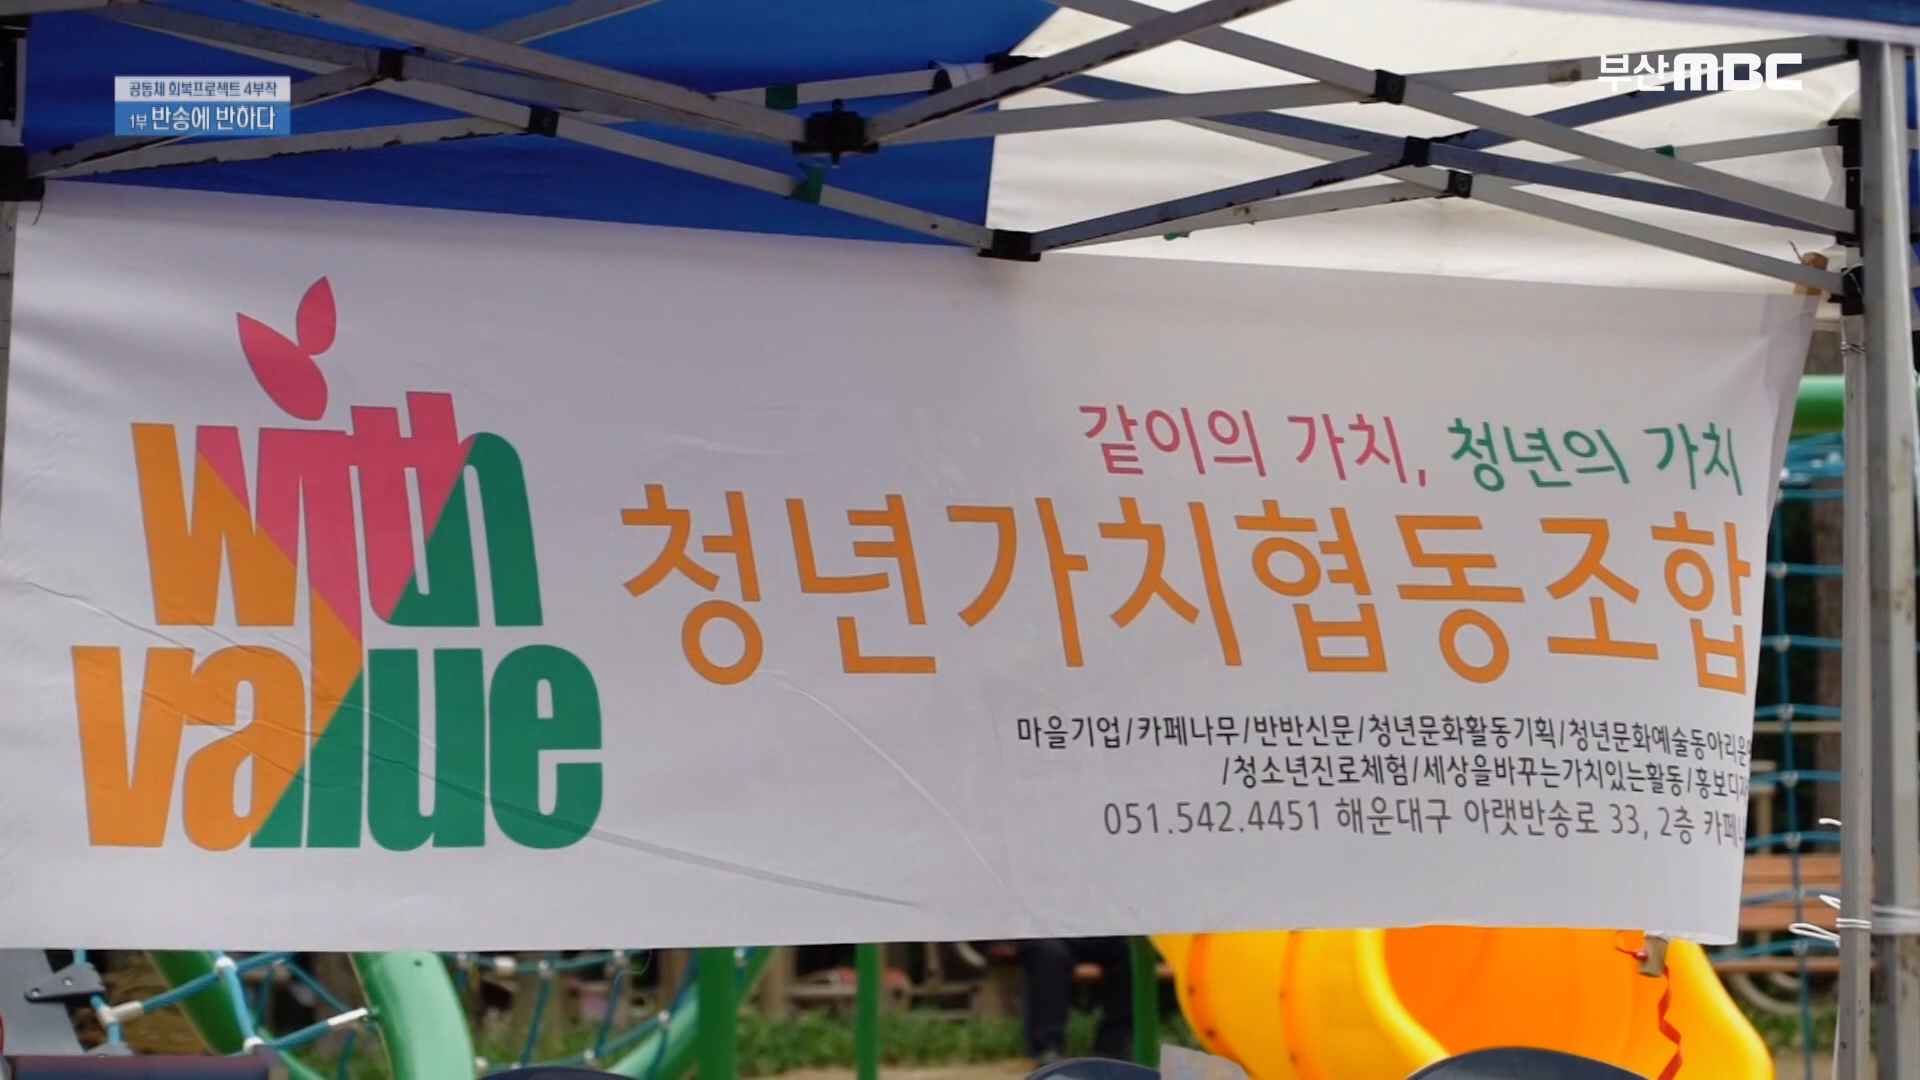 공동체 회복프로젝트 4부작
1부 반송에 반하다
부산MBC
with
value
같이의 가치, 청년의 가치
청년가치협동조합
마을기업/카페나무/반반신문/청년문화활동기획/청년문화예술동아리운
/청소년진로체험/세상을바꾸는가치있는활동/홍보디자
051.542.4451 해운대구 아랫반송로 33, 2층 카페